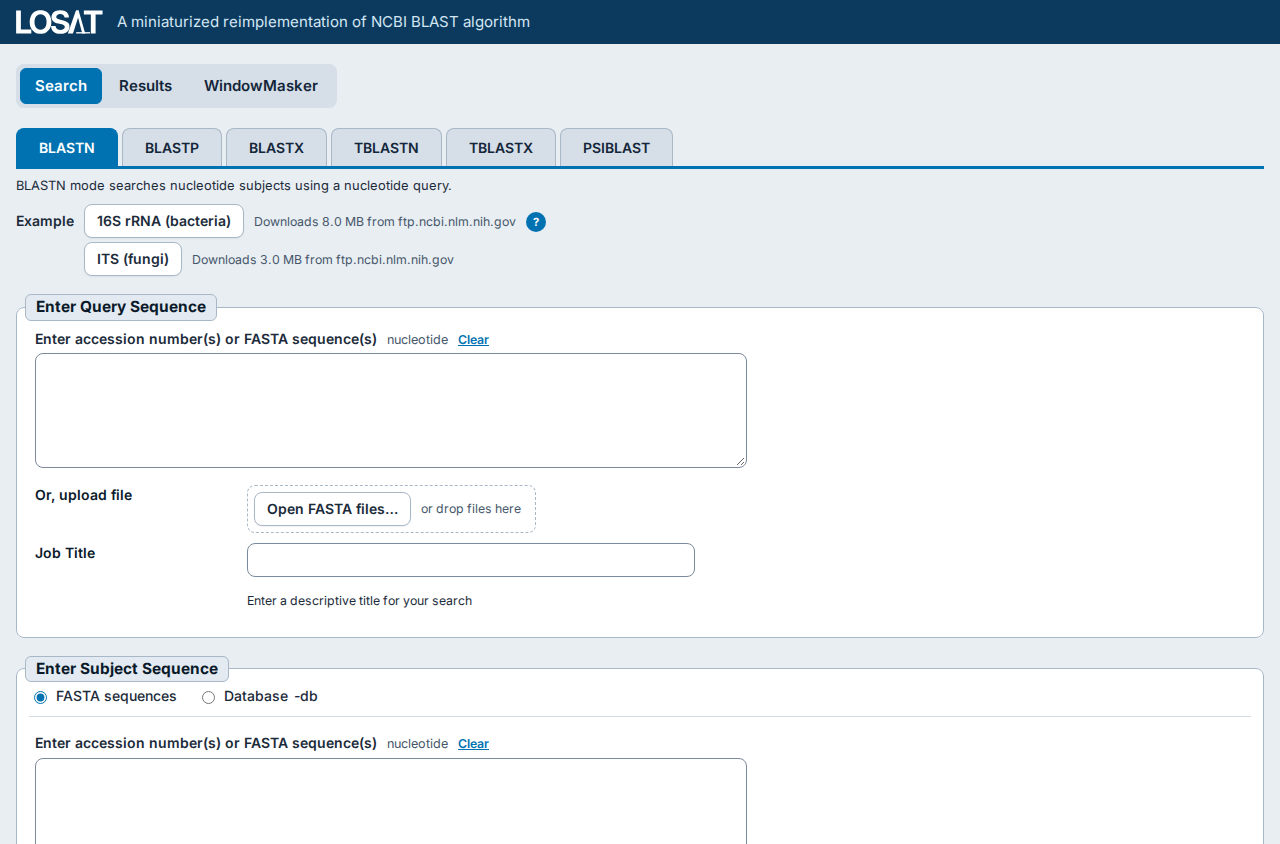 LOSAT A miniaturized reimplementation of NCBI BLAST algorithm
Search Results WindowMasker
BLASTN BLASTP BLASTX TBLASTN TBLASTX PSIBLAST
BLASTN mode searches nucleotide subjects using a nucleotide query.
Example 16S rRNA (bacteria) Downloads 8.0 MB from ftp.ncbi.nlm.nih.gov ?
ITS (fungi) Downloads 3.0 MB from ftp.ncbi.nlm.nih.gov
Enter Query Sequence
Enter accession number(s) or FASTA sequence(s) nucleotide Clear
Or, upload file Open FASTA files... or drop files here
Job Title
Enter a descriptive title for your search
Enter Subject Sequence
FASTA sequences Database -db
Enter accession number(s) or FASTA sequence(s) nucleotide Clear